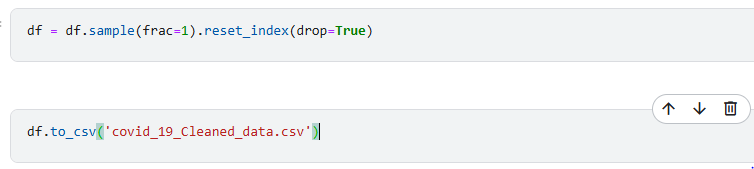 df = df.sample(frac=1).reset_index(drop=True)
df.to_csv('covid_19_Cleaned_data.csv')